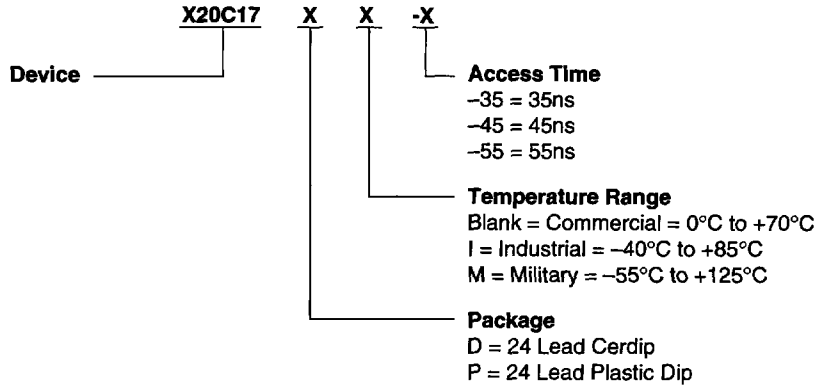 X20C17 X X -X
Device
Access Time
–35 = 35ns
–45 = 45ns
–55 = 55ns
Temperature Range
Blank = Commercial = 0°C to +70°C
I = Industrial = –40°C to +85°C
M = Military = –55°C to +125°C
Package
D = 24 Lead Cerdip
P = 24 Lead Plastic Dip